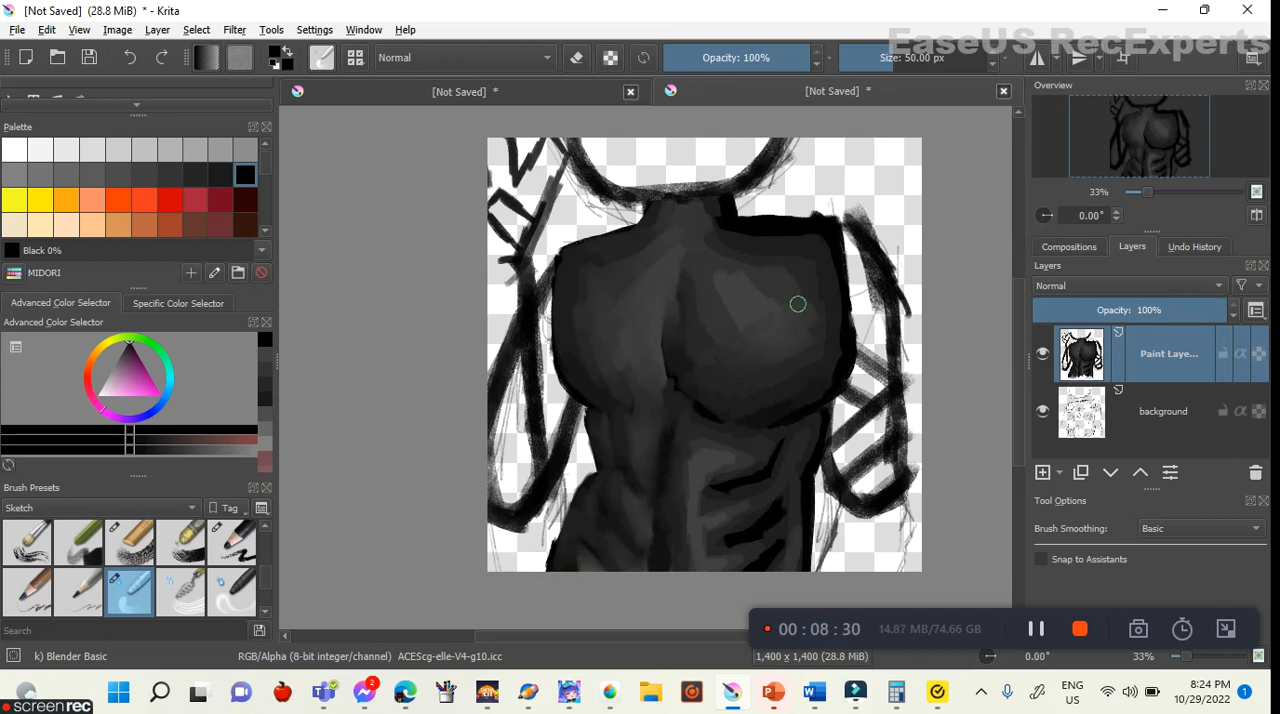 [Not Saved] (28.8 MiB) * - Krita
File Edit View Image Layer Select Filter Tools Settings Window Help
Normal Opacity: 100% Size: 50.00 px
EaseUS RecExperts
[Not Saved] * [Not Saved] *
Overview
Palette
33%
0.00°
Black 0%
Compositions Layers Undo History
MIDORI
Layers
Normal
Advanced Color Selector Specific Color Selector
Opacity: 100%
Advanced Color Selector
Paint Laye...
background
Brush Presets
Sketch Tag
Tool Options
Brush Smoothing: Basic
Snap to Assistants
Search
00:08:30 14.87 MB/74.66 GB
k) Blender Basic RGB/Alpha (8-bit integer/channel) ACEScg-elle-V4-g10.icc 1,400 x 1,400 (28.8 MiB) 0.00° 33%
2
ENG
US
8:24 PM
10/29/2022
1
screenrec